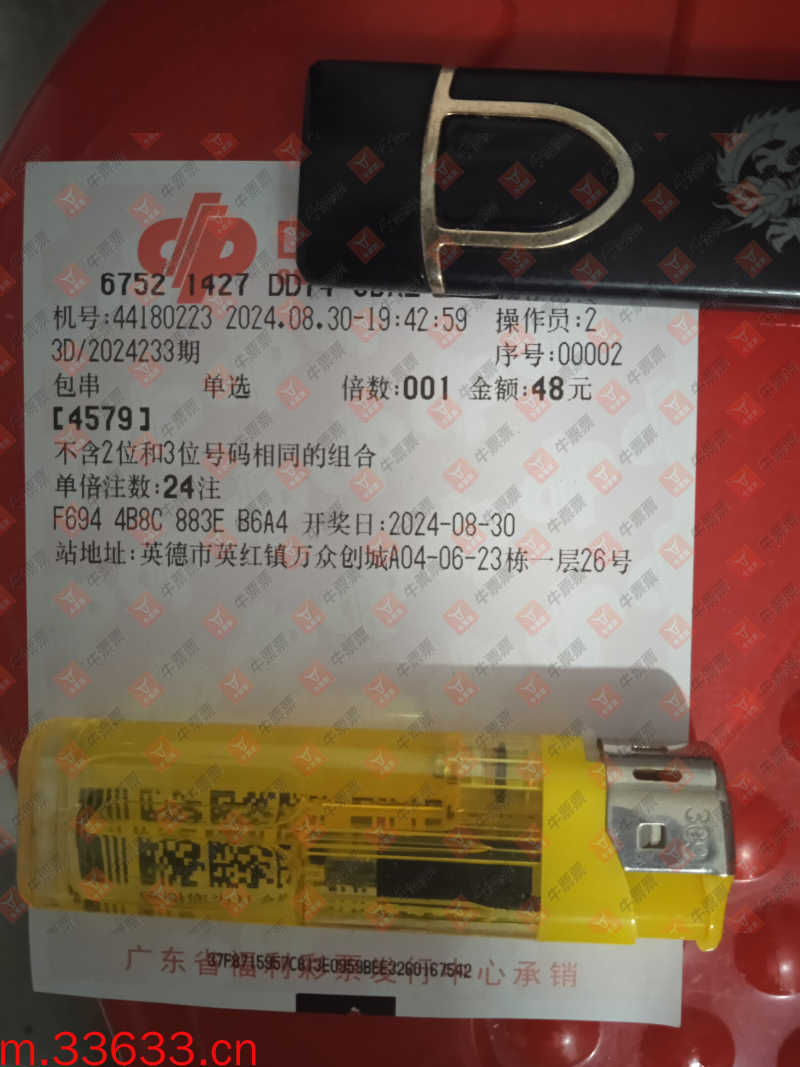 6752 1427 DD74
机号:44180223 2024.08.30-19:42:59 操作员:2
3D/2024233期 序号:00002
包串 单选 倍数:001 金额:48元
[4579]
不含2位和3位号码相同的组合
单倍注数:24注
F694 4B8C 883E B6A4 开奖日:2024-08-30
站地址:英德市英红镇万众创城A04-06-23栋一层26号
广东省福利彩票发行中心承销
m.33633.cn
牛票票